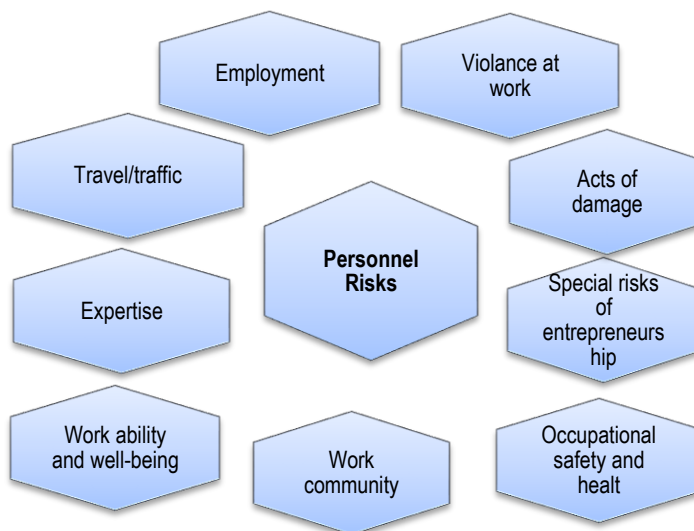 Employment
Violance at
work
Travel/traffic
Acts of
damage
Personnel
Risks
Expertise
Special risks
of
entrepreneurs
hip
Work ability
and well-being
Work
community
Occupational
safety and
healt